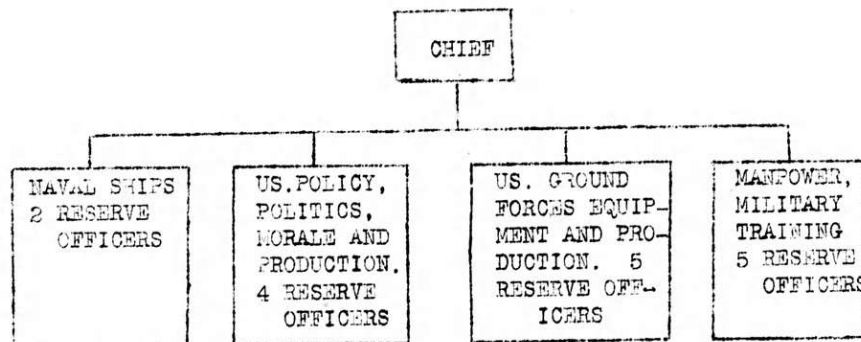 CHIEF
NAVAL SHIPS
2 RESERVE
OFFICERS
US.POLICY,
POLITICS,
MORALE AND
PRODUCTION.
4 RESERVE
OFFICERS
US. GROUND
FORCES EQUIP-
MENT AND PRO-
DUCTION. 5
RESERVE OFF-
ICERS
MANPOWER,
MILITARY
TRAINING
5 RESERVE
OFFICERS